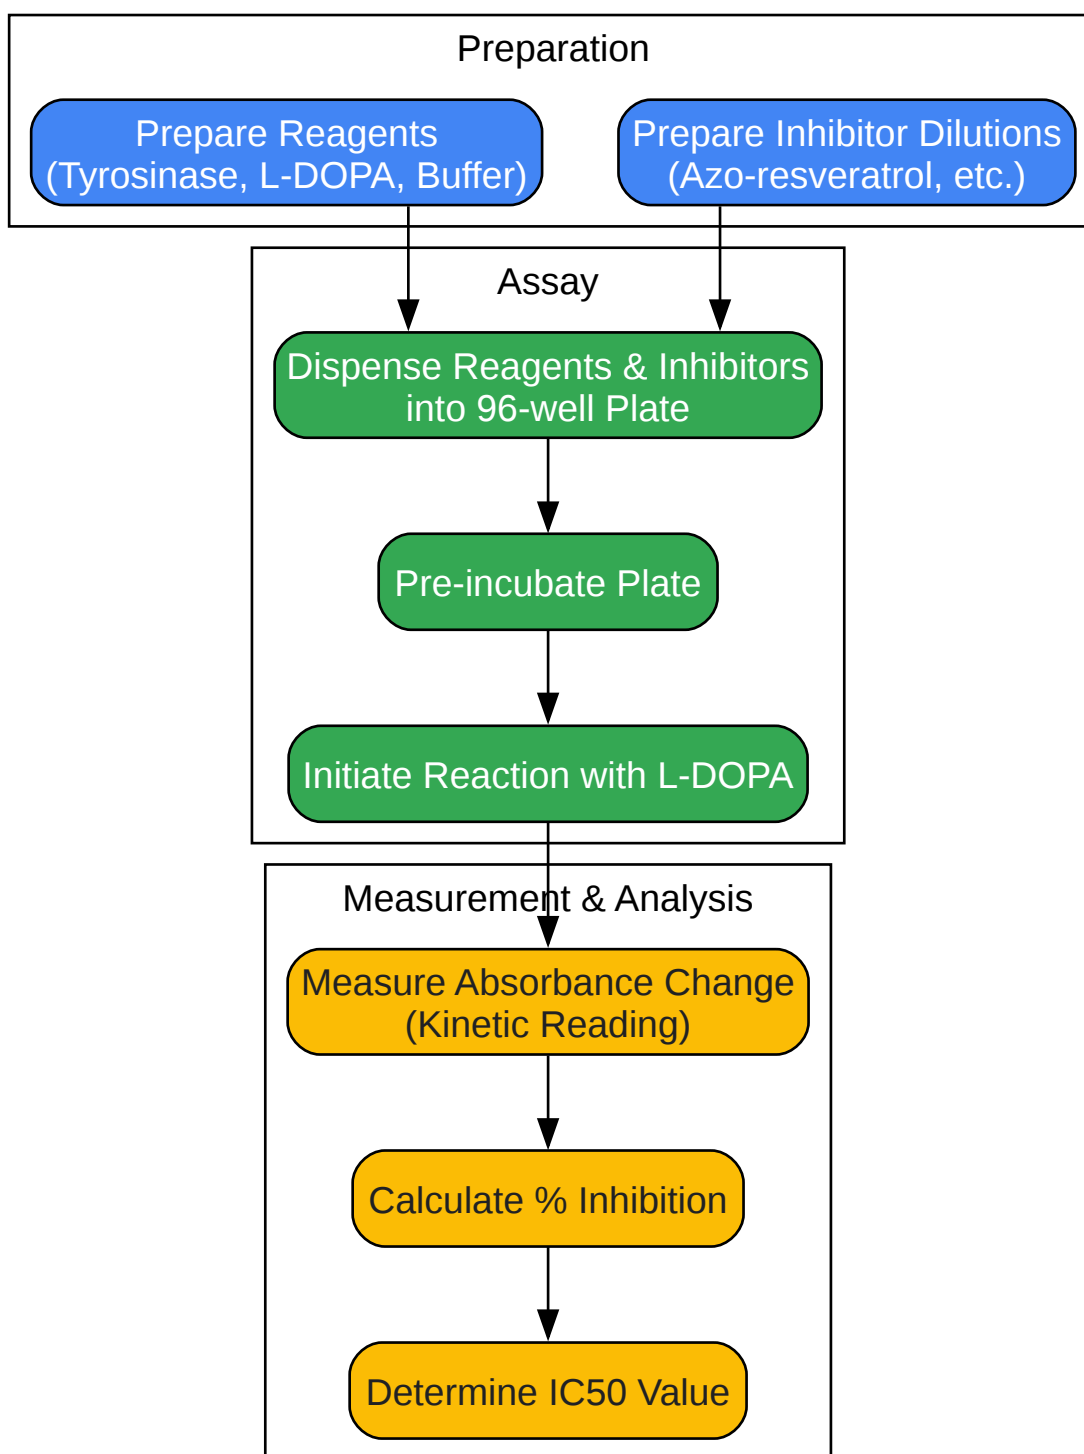 Preparation
Prepare Reagents
(Tyrosinase, L-DOPA, Buffer)
Prepare Inhibitor Dilutions
(Azo-resveratrol, etc.)
Assay
Dispense Reagents & Inhibitors
into 96-well Plate
Pre-incubate Plate
Initiate Reaction with L-DOPA
Measurement & Analysis
Measure Absorbance Change
(Kinetic Reading)
Calculate % Inhibition
Determine IC50 Value